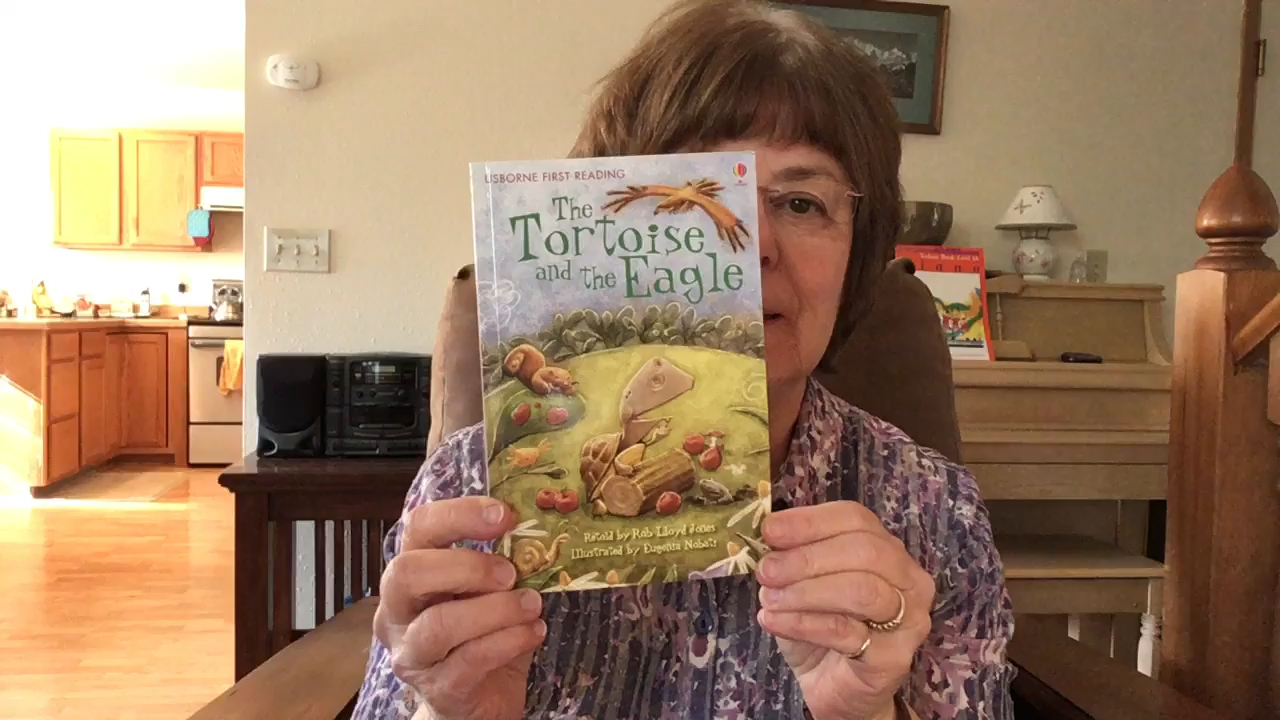 USBORNE FIRST READING
The
Tortoise
and the Eagle
Retold by Rob Lloyd Jones
Illustrated by Eugenia Nobati